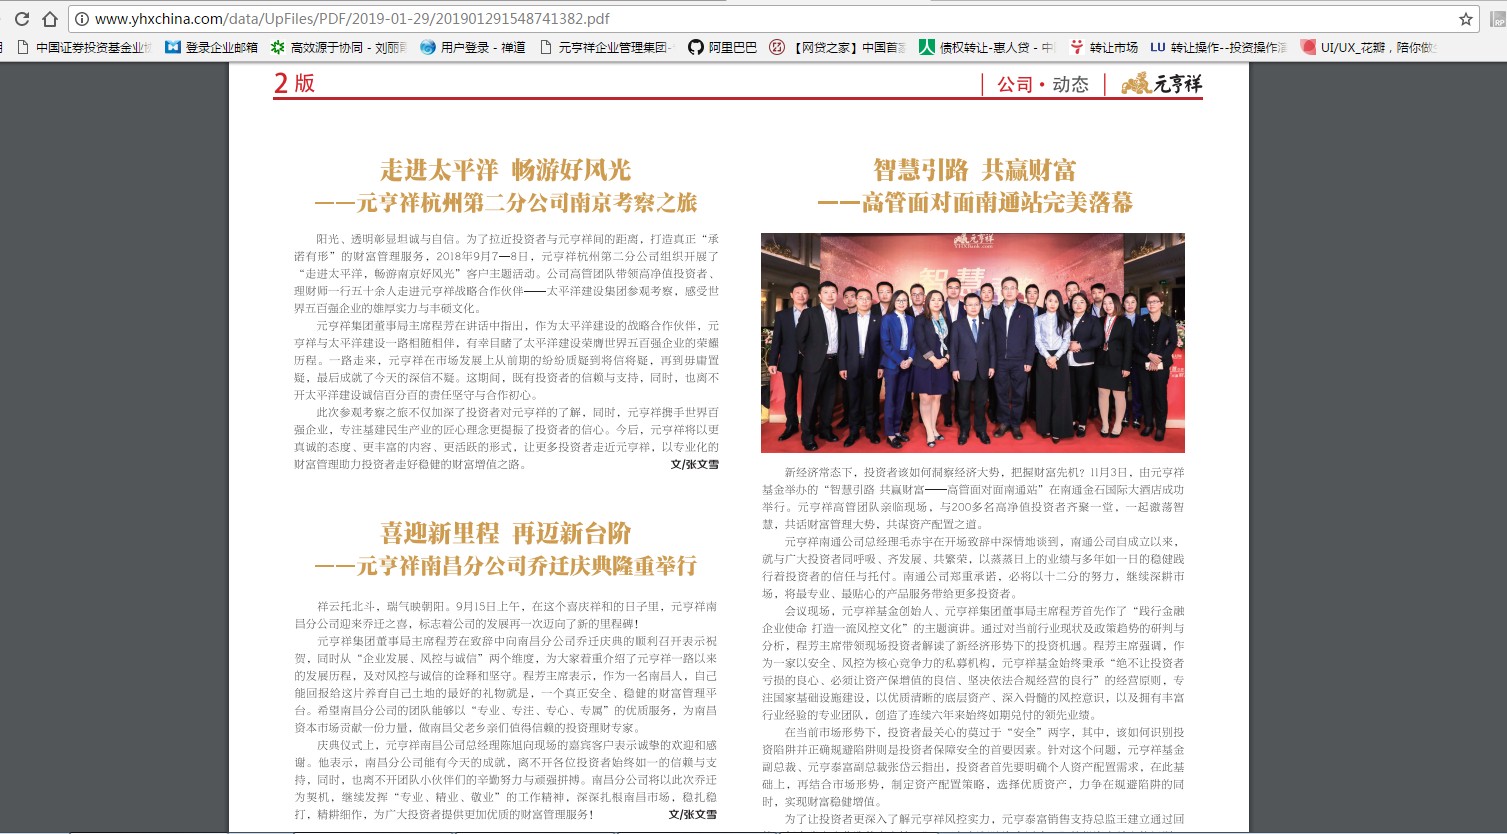 www.yhxchina.com/data/UpFiles/PDF/2019-01-29/201901291548741382.pdf
中国证券投资基金业
登录企业邮箱
高效源于协同 - 刘丽
用户登录 - 禅道
元亨祥企业管理集团-
阿里巴巴
【网贷之家】中国首
债权转让-惠人贷 - 中
转让市场
LU 转让操作--投资操作
UI/UX_花瓣，陪你做
2 版
公司・动态
元亨祥
走进太平洋 畅游好风光
——元亨祥杭州第二分公司南京考察之旅
阳光、透明彰显坦诚与自信。为了拉近投资者与元亨祥间的距离，打造真正“承
诺有形”的财富管理服务，2018年9月7—8日，元亨祥杭州第二分公司组织开展了
“走进太平洋，畅游南京好风光”客户主题活动。公司高管团队带领高净值投资者、
理财师一行五十余人走进元亨祥战略合作伙伴——太平洋建设集团参观考察，感受世
界五百强企业的雄厚实力与丰硕文化。
元亨祥集团董事局主席程芳在讲话中指出，作为太平洋建设的战略合作伙伴，元
亨祥与太平洋建设一路相随相伴，有幸目睹了太平洋建设荣膺世界五百强企业的荣耀
历程。一路走来，元亨祥在市场发展上从前期的纷纷质疑到将信将疑，再到毋庸置
疑，最后成就了今天的深信不疑。这期间，既有投资者的信赖与支持，同时，也离不
开太平洋建设诚信百分百的责任坚守与合作初心。
此次参观考察之旅不仅加深了投资者对元亨祥的了解，同时，元亨祥携手世界百
强企业，专注基建民生产业的匠心理念更提振了投资者的信心。今后，元亨祥将以更
真诚的态度、更丰富的内容、更活跃的形式，让更多投资者走近元亨祥，以专业化的
财富管理助力投资者走好稳健的财富增值之路。
文/张文雪
喜迎新里程 再迈新台阶
——元亨祥南昌分公司乔迁庆典隆重举行
祥云托北斗，瑞气映朝阳。9月15日上午，在这个喜庆祥和的日子里，元亨祥南
昌分公司迎来乔迁之喜，标志着公司的发展再一次迈向了新的里程碑！
元亨祥集团董事局主席程芳在致辞中向南昌分公司乔迁庆典的顺利召开表示祝
贺，同时从“企业发展、风控与诚信”两个维度，为大家着重介绍了元亨祥一路以来
的发展历程，及对风控与诚信的诠释和坚守。程芳主席表示，作为一名南昌人，自己
能回报给这片养育自己土地的最好的礼物就是，一个真正安全、稳健的财富管理平
台。希望南昌分公司的团队能够以“专业、专注、专心、专属”的优质服务，为南昌
资本市场贡献一份力量，做南昌父老乡亲们值得信赖的投资理财专家。
庆典仪式上，元亨祥南昌公司总经理陈旭向现场的嘉宾客户表示诚挚的欢迎和感
谢。他表示，南昌分公司能有今天的成就，离不开各位投资者始终如一的信赖与支
持，同时，也离不开团队小伙伴们的辛勤努力与顽强拼搏。南昌分公司将以此次乔迁
为契机，继续发挥“专业、精业、敬业”的工作精神，深深扎根南昌市场，稳扎稳
打，精耕细作，为广大投资者提供更加优质的财富管理服务！
文/张文雪
智慧引路 共赢财富
——高管面对面南通站完美落幕
元亨祥
智慧
新经济常态下，投资者该如何洞察经济大势，把握财富先机？11月3日，由元亨祥
基金举办的“智慧引路 共赢财富——高管面对面南通站”在南通金石国际大酒店成功
举行。元亨祥高管团队亲临现场，与200多名高净值投资者齐聚一堂，一起激荡智
慧，共话财富管理大势，共谋资产配置之道。
元亨祥南通公司总经理毛赤宇在开场致辞中深情地谈到，南通公司自成立以来，
就与广大投资者同呼吸、齐发展、共繁荣，以蒸蒸日上的业绩与多年如一日的稳健践
行着投资者的信任与托付。南通公司郑重承诺，必将以十二分的努力，继续深耕市
场，将最专业、最贴心的产品服务带给更多投资者。
会议现场，元亨祥基金创始人、元亨祥集团董事局主席程芳首先作了“践行金融
企业使命 打造一流风控文化”的主题演讲。通过对当前行业现状及政策趋势的研判与
分析，程芳主席带领现场投资者解读了新经济形势下的投资机遇。程芳主席强调，作
为一家以安全、风控为核心竞争力的私募机构，元亨祥基金始终秉承“绝不让投资者
亏损的良心、必须让资产保增值的良信、坚决依法合规经营的良行”的经营原则，专
注国家基础设施建设，以优质清晰的底层资产、深入骨髓的风控意识，以及拥有丰富
行业经验的专业团队，创造了连续六年来始终如期兑付的领先业绩。
在当前市场形势下，投资者最关心的莫过于“安全”两字，其中，该如何识别投
资陷阱并正确规避陷阱则是投资者保障安全的首要因素。针对这个问题，元亨祥基金
副总裁、元亨泰富副总裁张岱云指出，投资者首先要明确个人资产配置需求，在此基
础上，再结合市场形势，制定资产配置策略，选择优质资产，力争在规避陷阱的同
时，实现财富稳健增值。
为了让投资者更深入了解元亨祥风控实力，元亨泰富销售支持总监王建立通过回